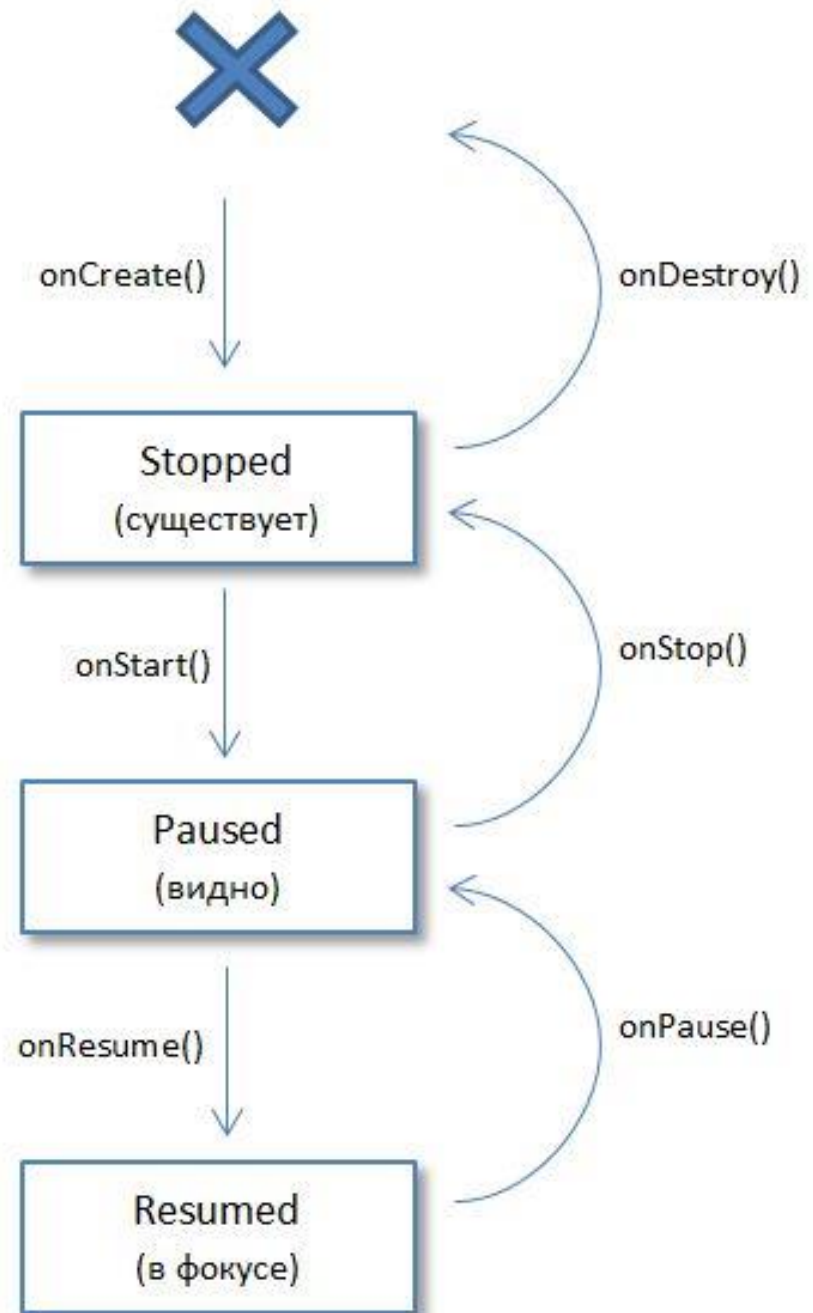 onCreate()
onDestroy()
Stopped
(существует)
onStart()
onStop()
Paused
(видно)
onResume()
onPause()
Resumed
(в фокусе)